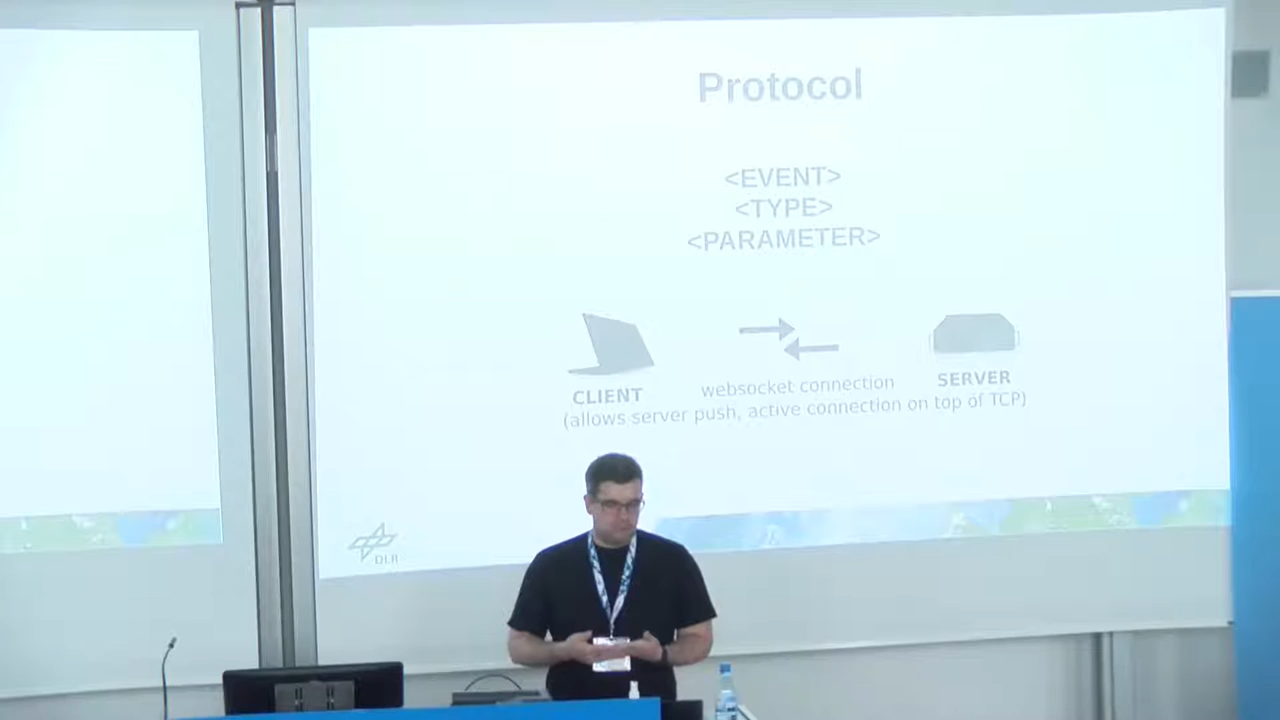 Protocol
<EVENT>
<TYPE>
<PARAMETER>
CLIENT
websocket connection
SERVER
(allows server push, active connection on top of TCP)
DLR